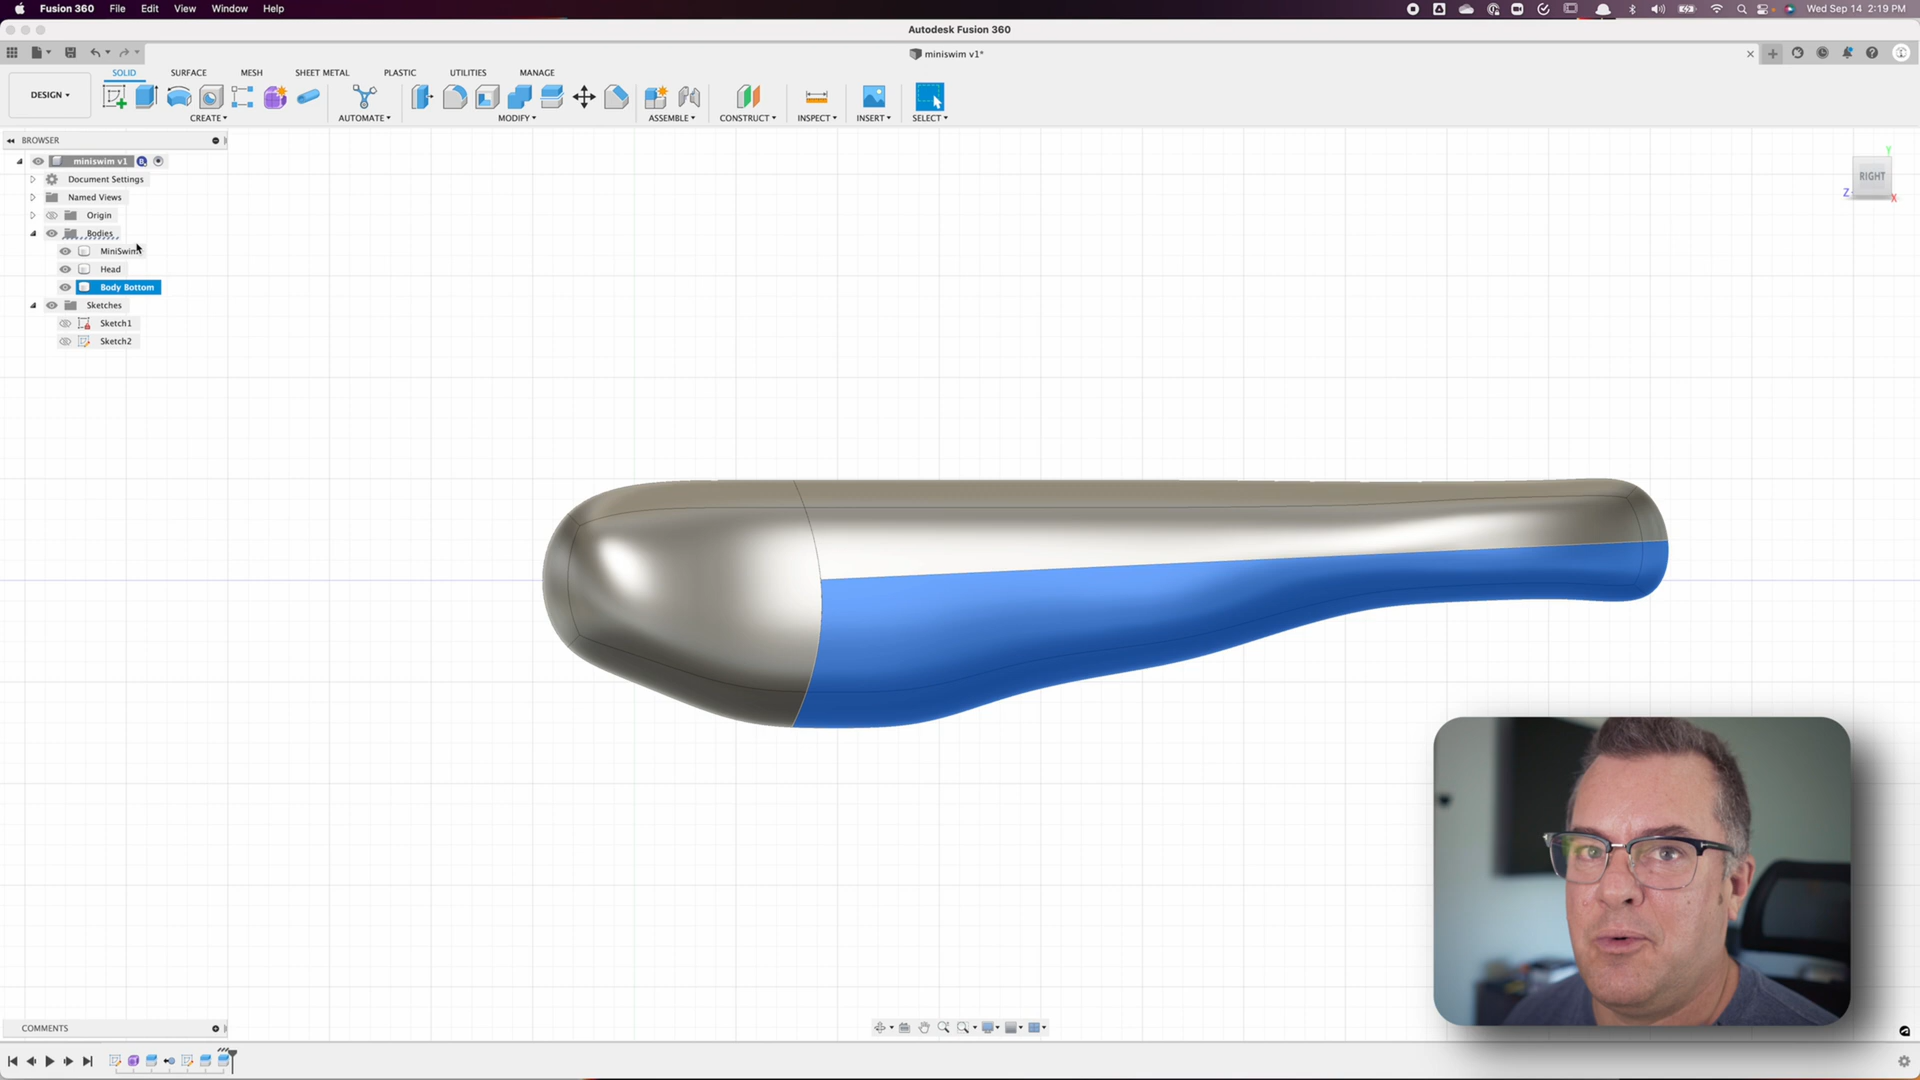 Fusion 360 File Edit View Window Help
Wed Sep 14 2:19 PM
Autodesk Fusion 360
miniswim v1*
SOLID SURFACE MESH SHEET METAL PLASTIC UTILITIES MANAGE
DESIGN
CREATE AUTOMATE MODIFY ASSEMBLE CONSTRUCT INSPECT INSERT SELECT
BROWSER
miniswim v1
Document Settings
Named Views
Origin
Bodies
MiniSwim
Head
Body Bottom
Sketches
Sketch1
Sketch2
Y
RIGHT
Z
X
COMMENTS